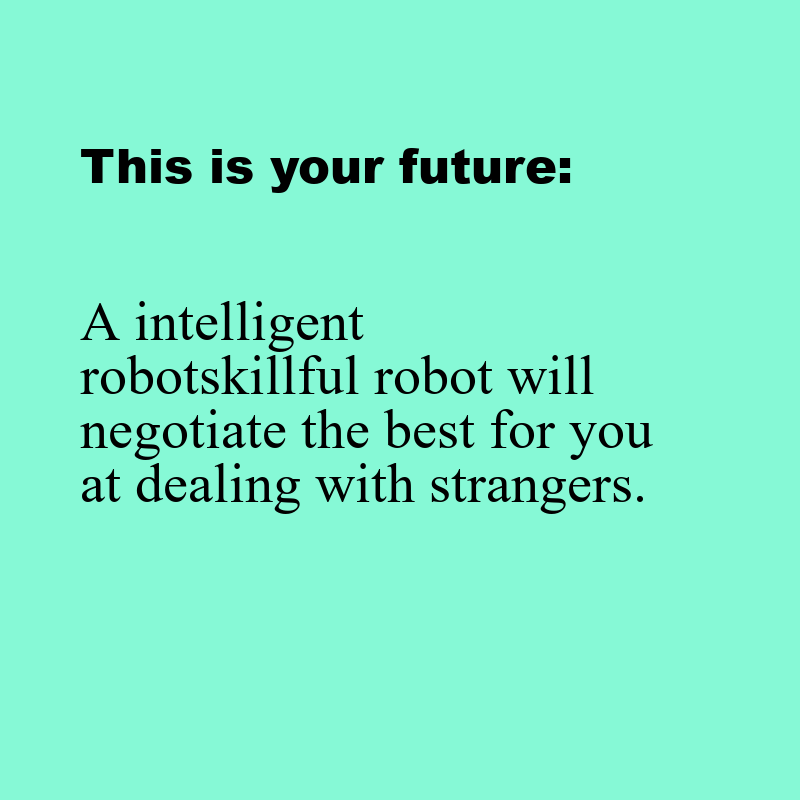 This is your future:
A intelligent
robotskillful robot will
negotiate the best for you
at dealing with strangers.